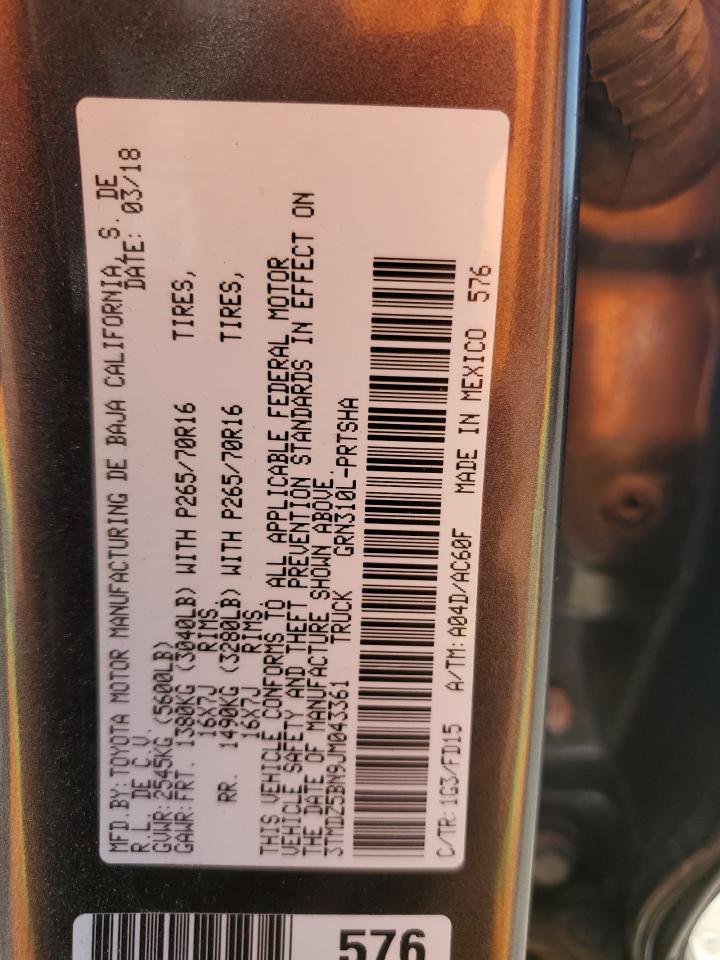 MFD.BY: TOYOTA MOTOR MANUFACTURING DE BAJA CALIFORNIA, S. DE
R.L. DE C.V. DATE: 03/18
GVWR: 2545KG (5600LB)
GAWR: FRT. 1380KG (3040LB) WITH P265/70R16 TIRES,
16X7J RIMS,
RR. 1490KG (3280LB) WITH P265/70R16 TIRES,
16X7J RIMS.
THIS VEHICLE CONFORMS TO ALL APPLICABLE FEDERAL MOTOR
VEHICLE SAFETY AND THEFT PREVENTION STANDARDS IN EFFECT ON
THE DATE OF MANUFACTURE SHOWN ABOVE.
3TMDZ5BN9JM043361 TRUCK GRN310L-PRTSHA
C/TR: 1G3/FD15 A/TM: A04D/AC60F MADE IN MEXICO 576
576